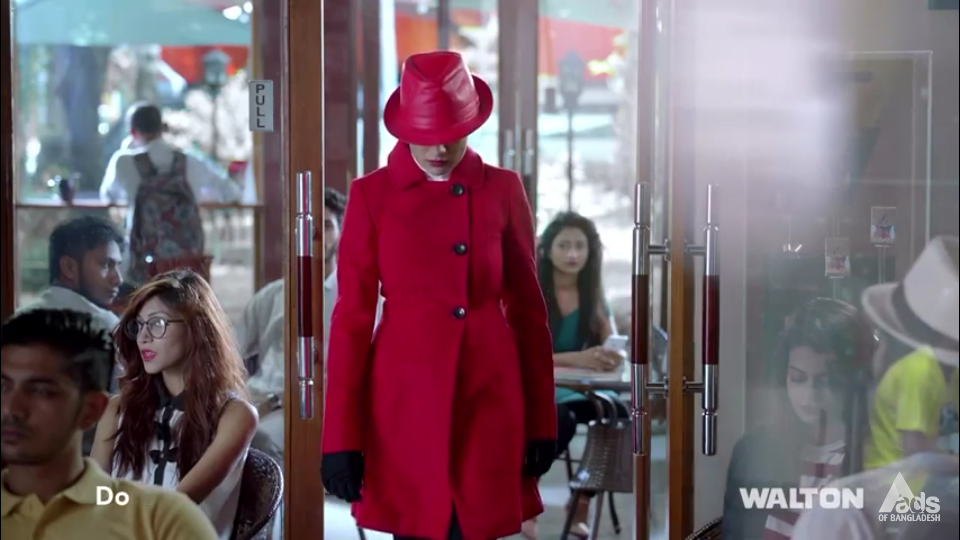 PULL
Do
WALTON
Ads
OF BANGLADESH